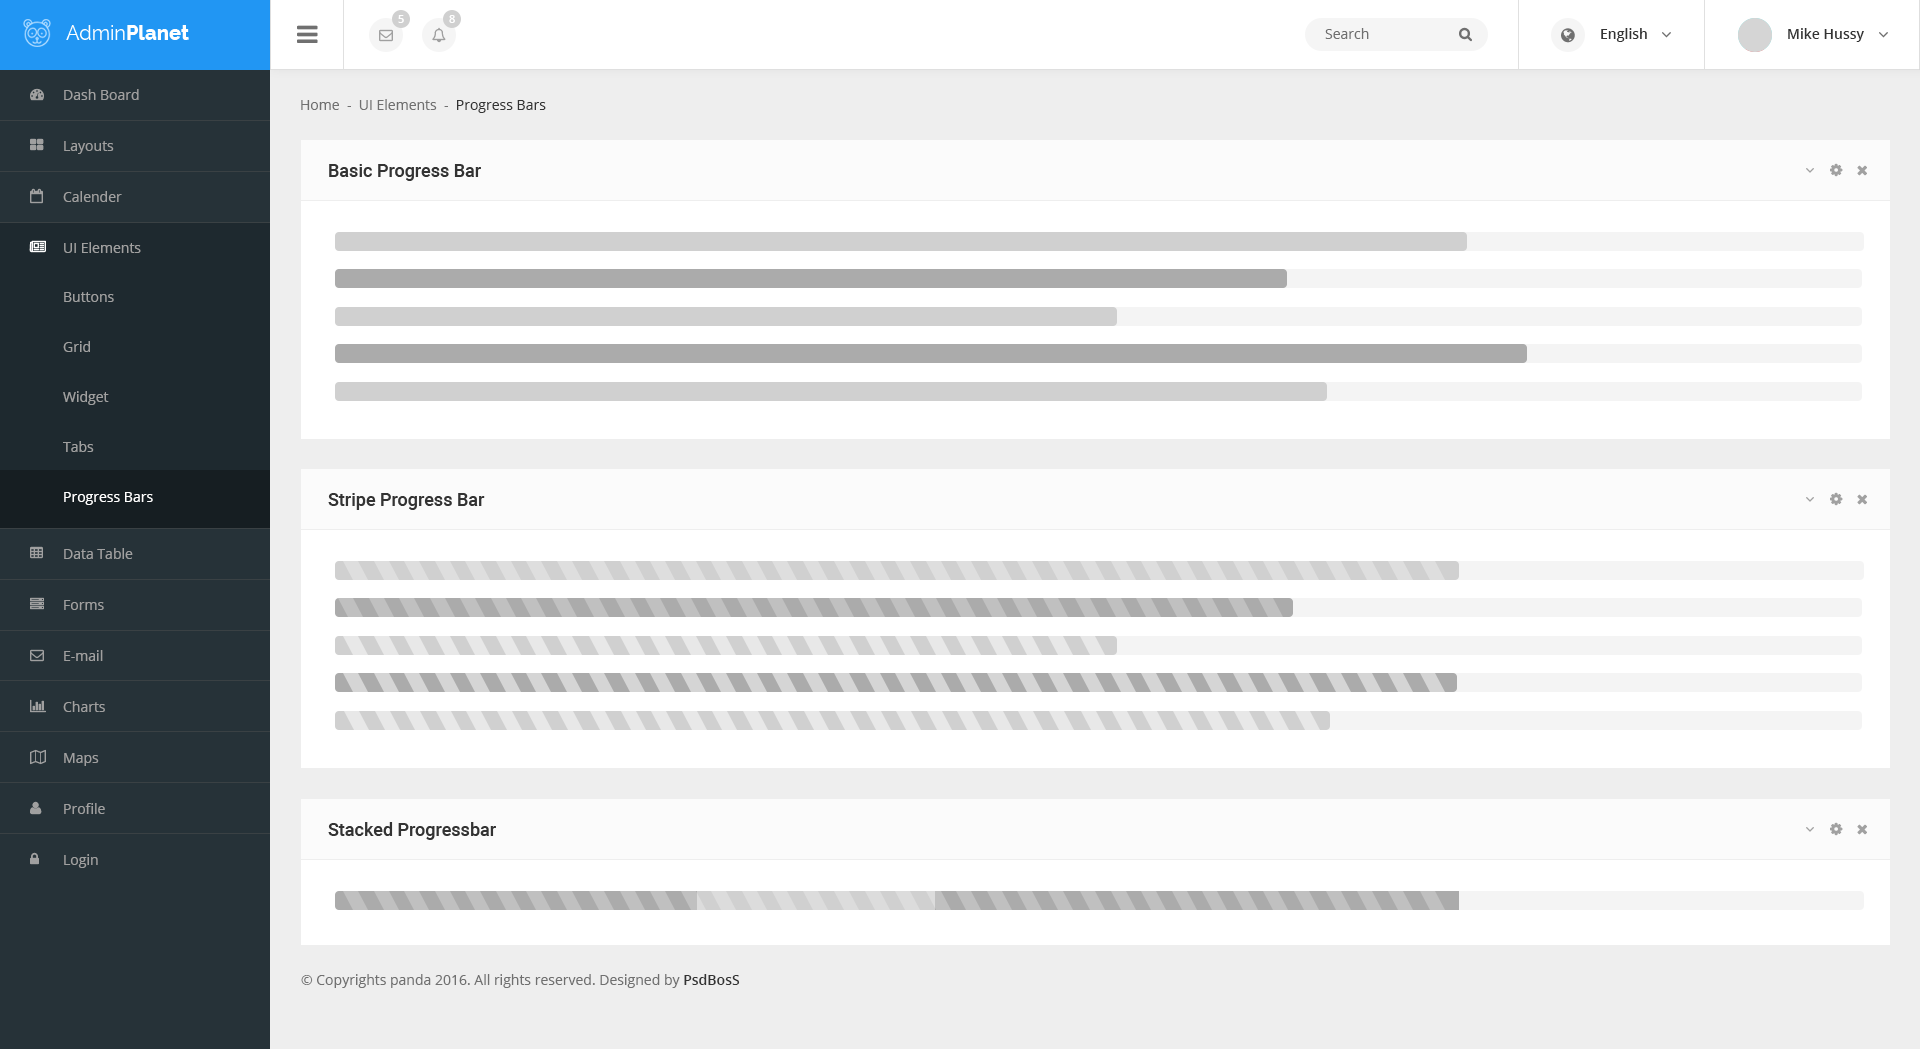 AdminPlanet
5
8
Search
English
Mike Hussy
Dash Board
Layouts
Calender
UI Elements
Buttons
Grid
Widget
Tabs
Progress Bars
Data Table
Forms
E-mail
Charts
Maps
Profile
Login
Home - UI Elements - Progress Bars
Basic Progress Bar
Stripe Progress Bar
Stacked Progressbar
© Copyrights panda 2016. All rights reserved. Designed by PsdBosS